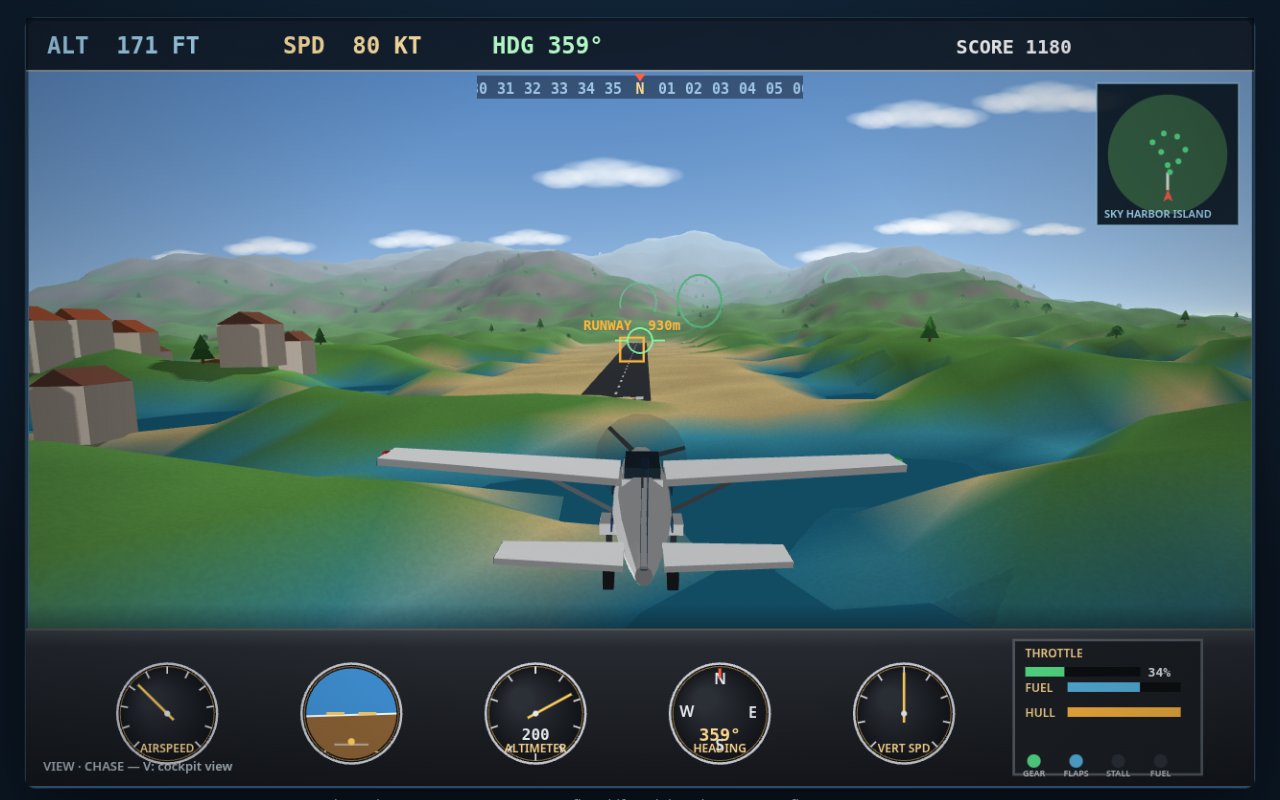 ALT 171 FT SPD 80 KT HDG 359° SCORE 1180
31 32 33 34 35 N 01 02 03 04 05
SKY HARBOR ISLAND
RUNWAY 930m
THROTTLE
34%
FUEL
HULL
N
W E
S
200
359°
AIRSPEED
ALTIMETER
HEADING
VERT SPD
VIEW · CHASE — V: cockpit view
GEAR FLAPS STALL FUEL